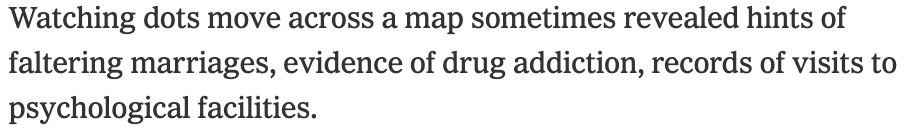 Watching dots move across a map sometimes revealed hints of
faltering marriages, evidence of drug addiction, records of visits to
psychological facilities.